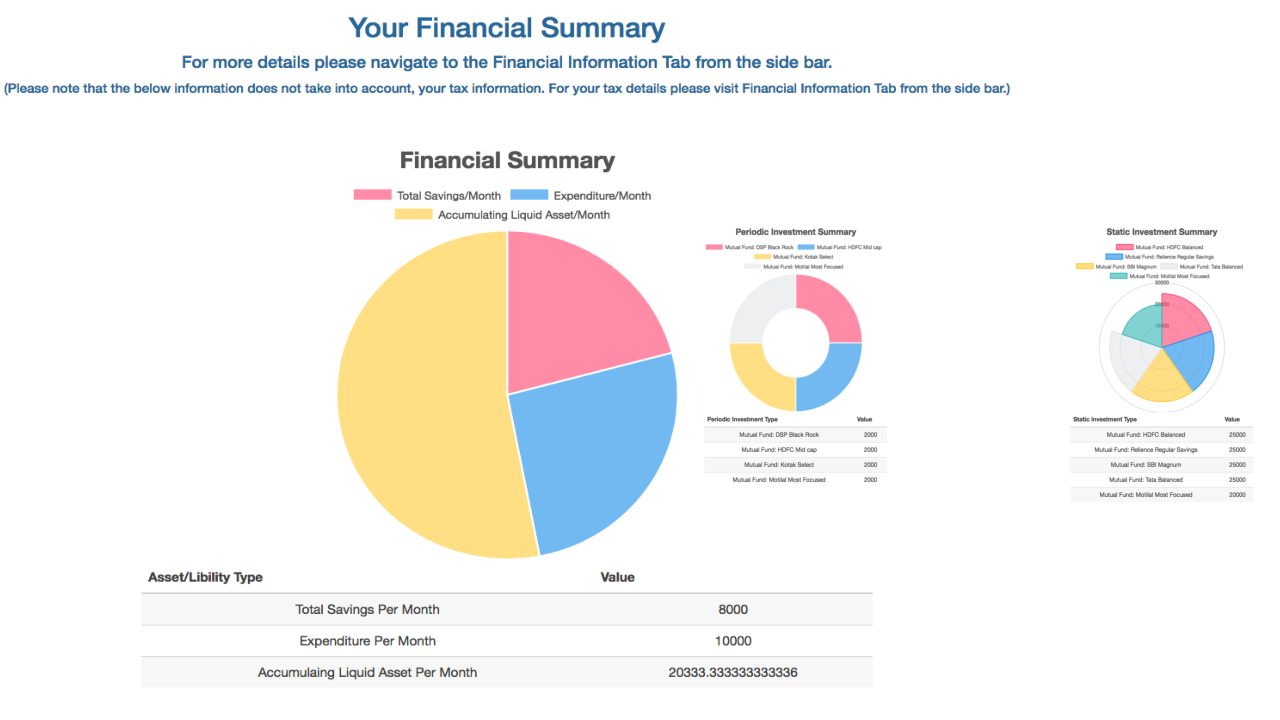 Your Financial Summary
For more details please navigate to the Financial Information Tab from the side bar.
(Please note that the below information does not take into account, your tax information. For your tax details please visit Financial Information Tab from the side bar.)
Financial Summary
Total Savings/Month Expenditure/Month
Accumulating Liquid Asset/Month
Asset/Libility Type Value
Total Savings Per Month 8000
Expenditure Per Month 10000
Accumulaing Liquid Asset Per Month 20333.333333333336
Periodic Investment Summary
Mutual Fund: DSP Black Rock Mutual Fund: HDFC Mid cap
Mutual Fund: Kotak Select
Mutual Fund: Motilal Most Focused
Periodic Investment Type Value
Mutual Fund: DSP Black Rock 2000
Mutual Fund: HDFC Mid cap 2000
Mutual Fund: Kotak Select 2000
Mutual Fund: Motilal Most Focused 2000
Static Investment Summary
Mutual Fund: HDFC Balanced
Mutual Fund: Relience Regular Savings
Mutual Fund: SBI Magnum Mutual Fund: Tata Balanced
Mutual Fund: Motilal Most Focused
30000
20000
10000
Static Investment Type Value
Mutual Fund: HDFC Balanced 25000
Mutual Fund: Relience Regular Savings 25000
Mutual Fund: SBI Magnum 25000
Mutual Fund: Tata Balanced 25000
Mutual Fund: Motilal Most Focused 20000